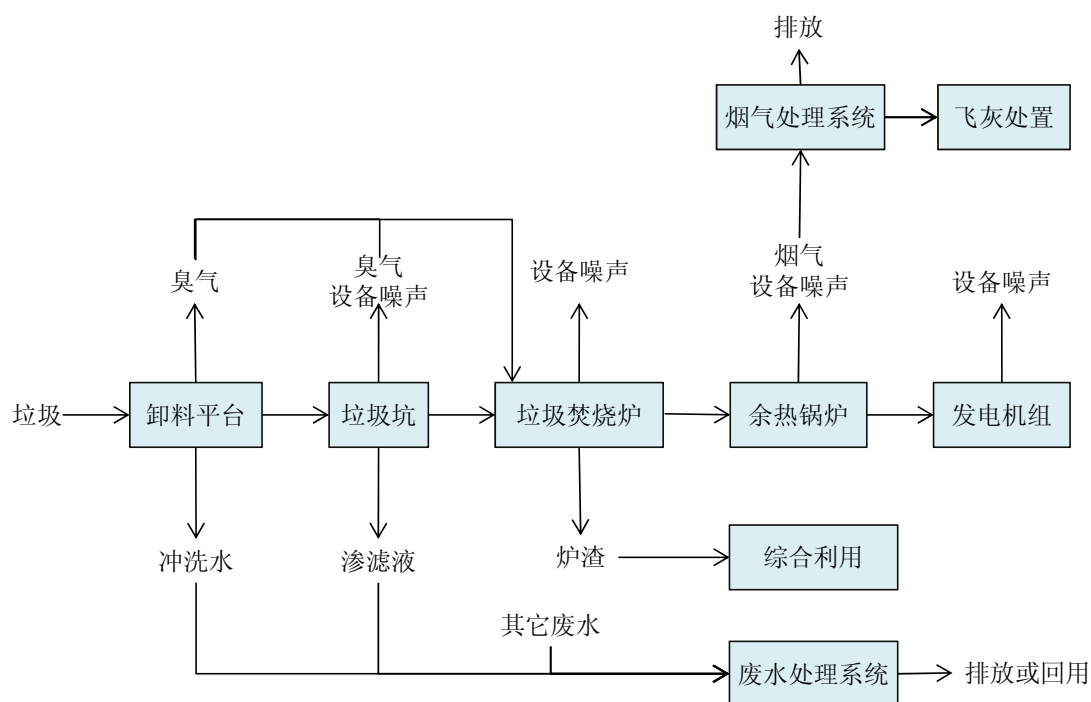 排放
烟气处理系统
飞灰处置
臭气
臭气
设备噪声
设备噪声
烟气
设备噪声
设备噪声
垃圾
卸料平台
垃圾坑
垃圾焚烧炉
余热锅炉
发电机组
冲洗水
渗滤液
炉渣
综合利用
其它废水
废水处理系统
排放或回用